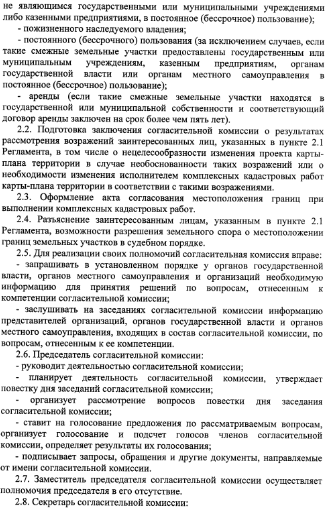 не являющимся государственными или муниципальными учреждениями
либо казенными предприятиями, в постоянное (бессрочное) пользование);
- пожизненного наследуемого владения;
- постоянного (бессрочного) пользования (за исключением случаев, если
такие смежные земельные участки предоставлены государственным или
муниципальным учреждениям, казенным предприятиям, органам
государственной власти или органам местного самоуправления в
постоянное (бессрочное) пользование);
- аренды (если такие смежные земельные участки находятся в
государственной или муниципальной собственности и соответствующий
договор аренды заключен на срок более чем пять лет).
2.2. Подготовка заключения согласительной комиссии о результатах
рассмотрения возражений заинтересованных лиц, указанных в пункте 2.1
Регламента, в том числе о нецелесообразности изменения проекта карты-
плана территории в случае необоснованности таких возражений или о
необходимости изменения исполнителем комплексных кадастровых работ
карты-плана территории в соответствии с такими возражениями.
2.3. Оформление акта согласования местоположения границ при
выполнении комплексных кадастровых работ.
2.4. Разъяснение заинтересованным лицам, указанным в пункте 2.1
Регламента, возможности разрешения земельного спора о местоположении
границ земельных участков в судебном порядке.
2.5. Для реализации своих полномочий согласительная комиссия вправе:
- запрашивать в установленном порядке у органов государственной
власти, органов местного самоуправления и организаций необходимую
информацию для принятия решений по вопросам, отнесенным к
компетенции согласительной комиссии;
- заслушивать на заседаниях согласительной комиссии информацию
представителей организаций, органов государственной власти и органов
местного самоуправления, входящих в состав согласительной комиссии, по
вопросам, отнесенным к ее компетенции.
2.6. Председатель согласительной комиссии:
- руководит деятельностью согласительной комиссии;
- планирует деятельность согласительной комиссии, утверждает
повестку дня заседаний согласительной комиссии;
- организует рассмотрение вопросов повестки дня заседания
согласительной комиссии;
- ставит на голосование предложения по рассматриваемым вопросам,
организует голосование и подсчет голосов членов согласительной
комиссии, определяет результаты их голосования;
- подписывает запросы, обращения и другие документы, направляемые
от имени согласительной комиссии.
2.7. Заместитель председателя согласительной комиссии осуществляет
полномочия председателя в его отсутствие.
2.8. Секретарь согласительной комиссии: